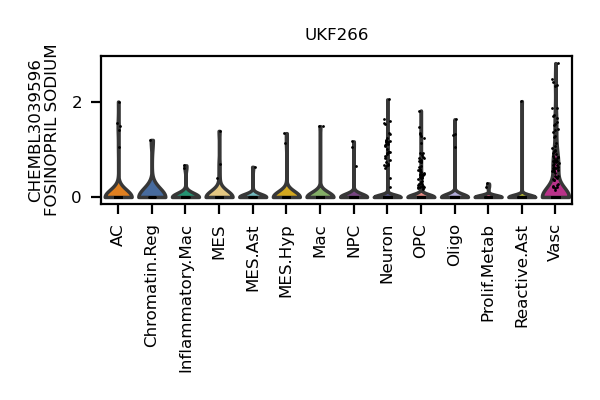 UKF266
CHEMBL3039596
FOSINOPRIL SODIUM
2
0
AC
Chromatin.Reg
Inflammatory.Mac
MES
MES.Ast
MES.Hyp
Mac
NPC
Neuron
OPC
Oligo
Prolif.Metab
Reactive.Ast
Vasc